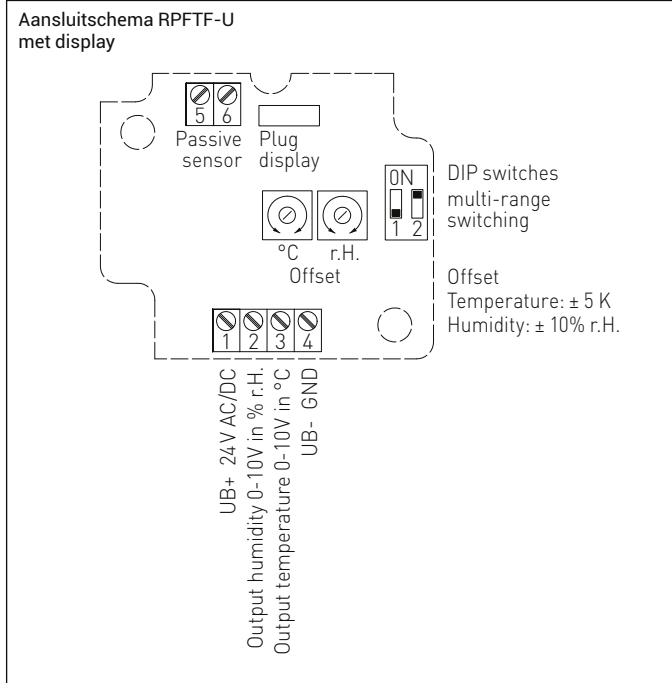 Aansluitschema RPFTF-U
met display
5 6
Passive
sensor
Plug
display
ON
1 2
DIP switches
multi-range
switching
°C
r.H.
Offset
Offset
Temperature: ± 5 K
Humidity: ± 10% r.H.
1 2 3 4
UB+ 24V AC/DC
Output humidity 0-10V in % r.H.
Output temperature 0-10V in °C
UB- GND